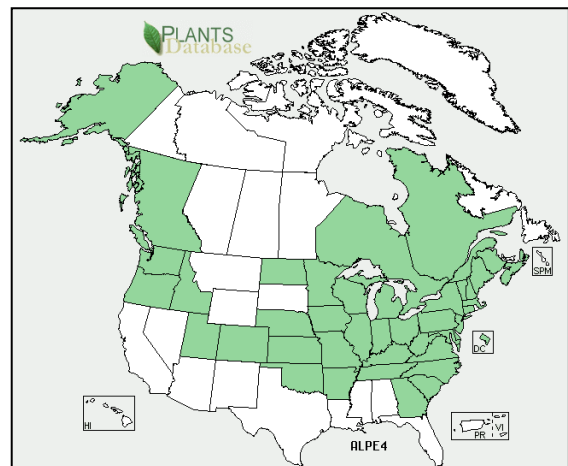 PLANTS
Database
SPM
DC
HI
PR
VI
ALPE4